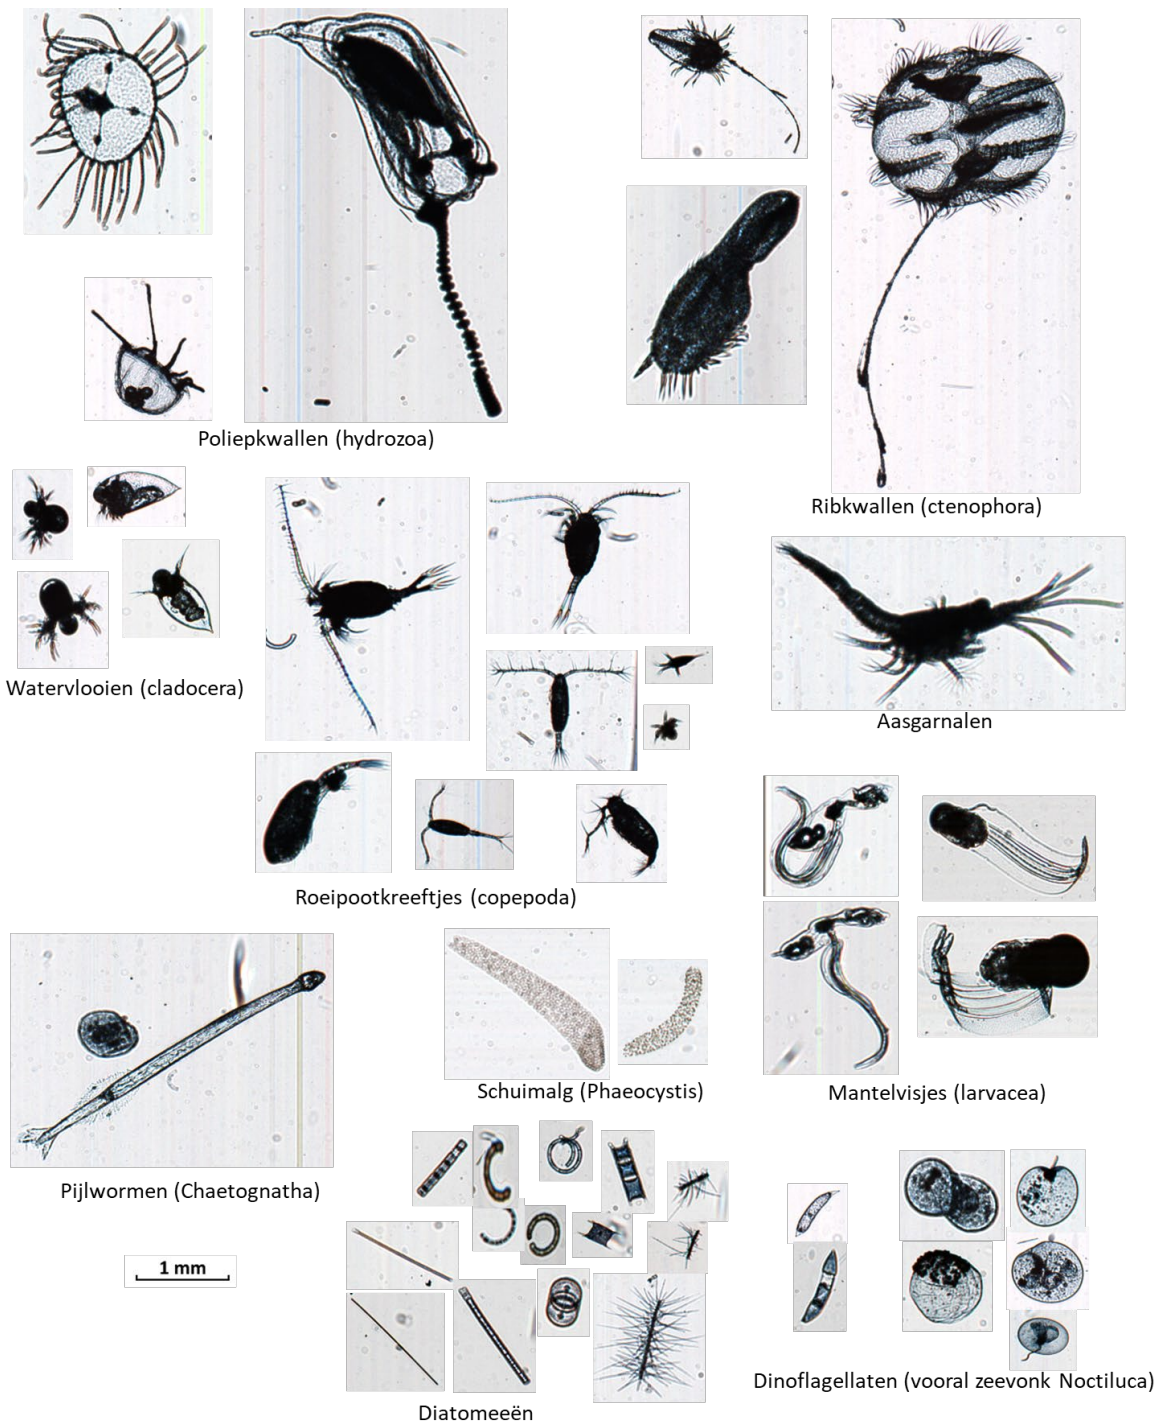 Poliepkwallen (hydrozoa)
Ribkwallen (ctenophora)
Watervlooien (cladocera)
Aasgarnalen
Roeipootkreeftjes (copepoda)
Schuimalg (Phaeocystis)
Mantelvisjes (larvacea)
Pijlwormen (Chaetognatha)
1 mm
Dinoflagellaten (vooral zeevonk Noctiluca)
Diatomeeën